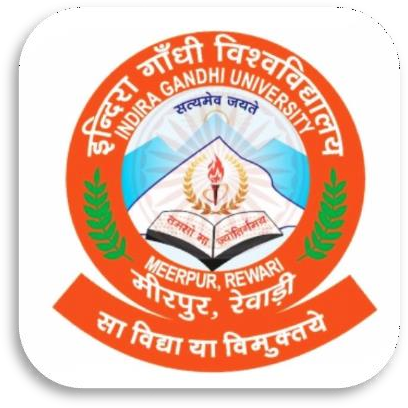 इन्दिरा गाँधी विश्वविद्यालय
INDIRA GANDHI UNIVERSITY
सत्यमेव जयते
तमसो मा ज्योतिर्गमय
MEERPUR, REWARI
मीरपुर, रेवाड़ी
सा विद्या या विमुक्तये